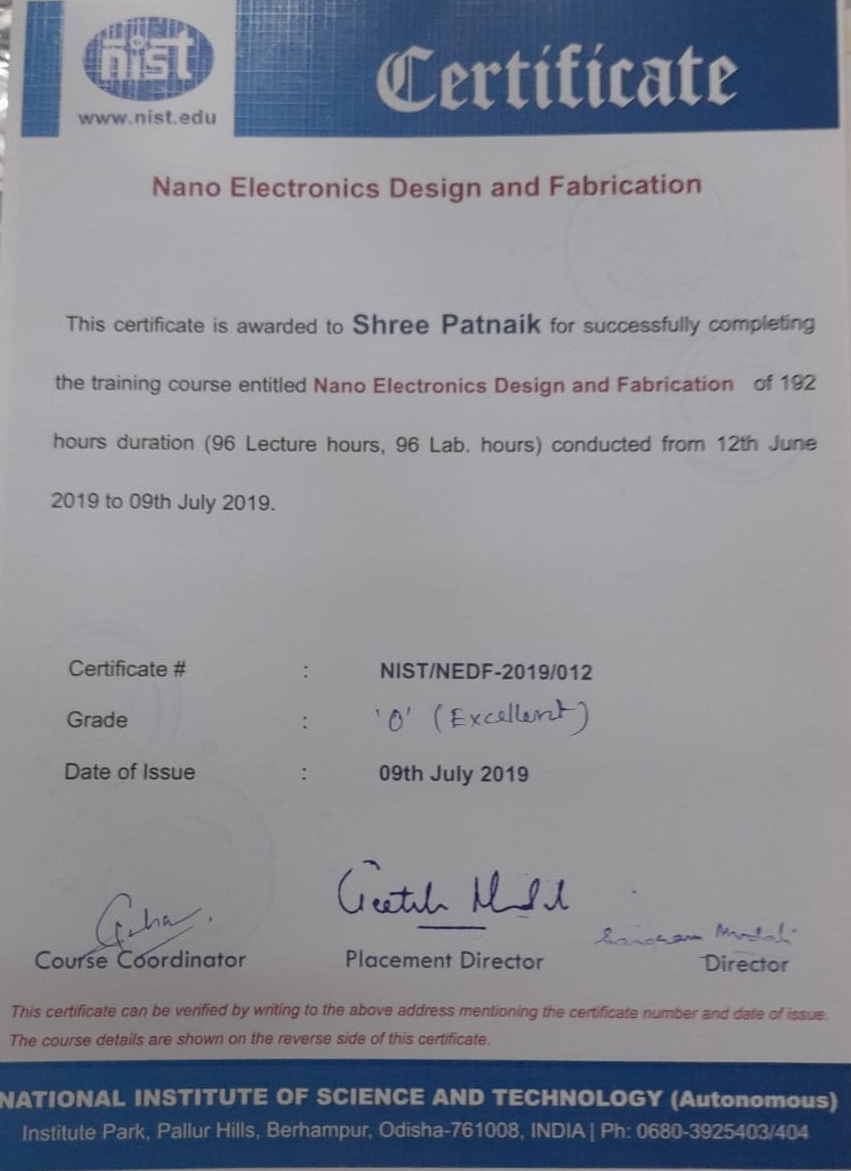 nist
www.nist.edu
Certificate
Nano Electronics Design and Fabrication
This certificate is awarded to Shree Patnaik for successfully completing
the training course entitled Nano Electronics Design and Fabrication of 192
hours duration (96 Lecture hours, 96 Lab. hours) conducted from 12th June
2019 to 09th July 2019.
Certificate # : NIST/NEDF-2019/012
Grade : 'O' (Excellent)
Date of Issue : 09th July 2019
Course Coordinator
Placement Director
Director
This certificate can be verified by writing to the above address mentioning the certificate number and date of issue.
The course details are shown on the reverse side of this certificate.
NATIONAL INSTITUTE OF SCIENCE AND TECHNOLOGY (Autonomous)
Institute Park, Pallur Hills, Berhampur, Odisha-761008, INDIA | Ph: 0680-3925403/404